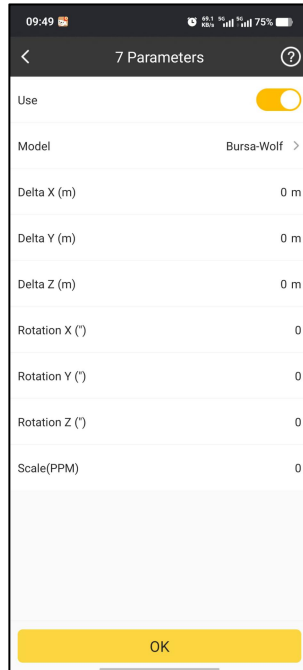 09:49 69.1 KB/s 5G 5G 75%
7 Parameters ?
Use
Model Bursa-Wolf >
Delta X (m) 0 m
Delta Y (m) 0 m
Delta Z (m) 0 m
Rotation X (") 0
Rotation Y (") 0
Rotation Z (") 0
Scale(PPM) 0
OK